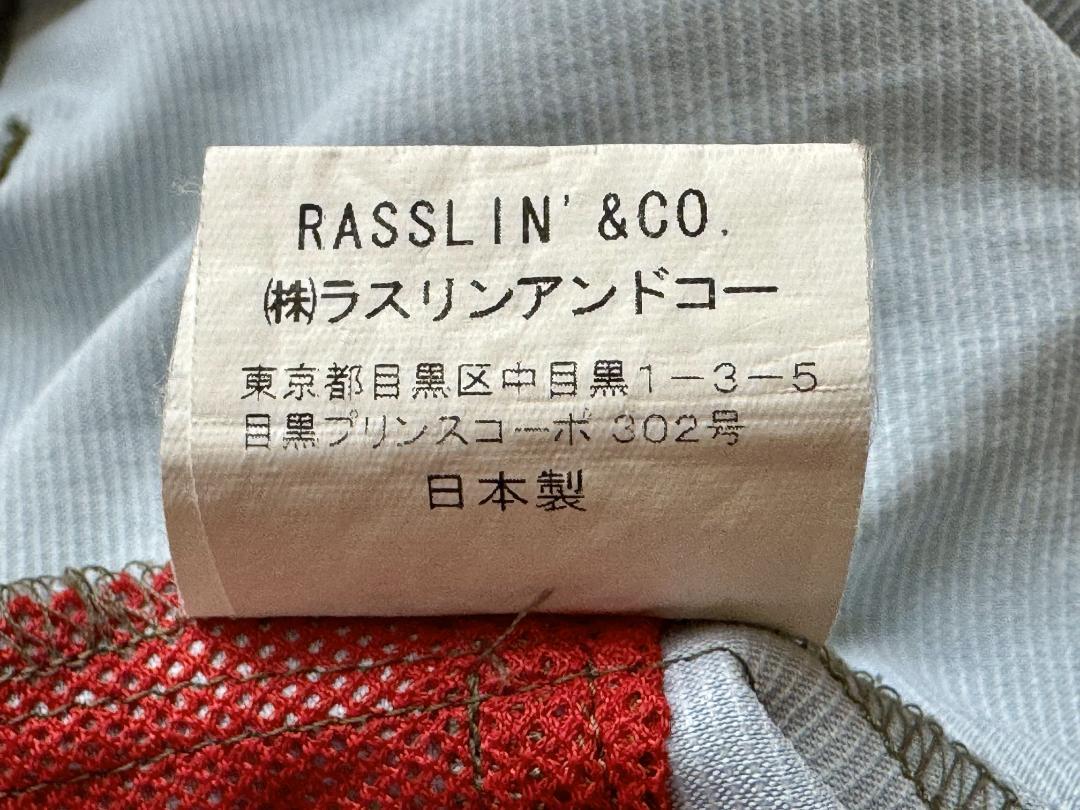 RASSLIN' &CO.
㈱ラスリンアンドコー
東京都目黒区中目黒1-3-5
目黒プリンスコーポ 302号
日本製